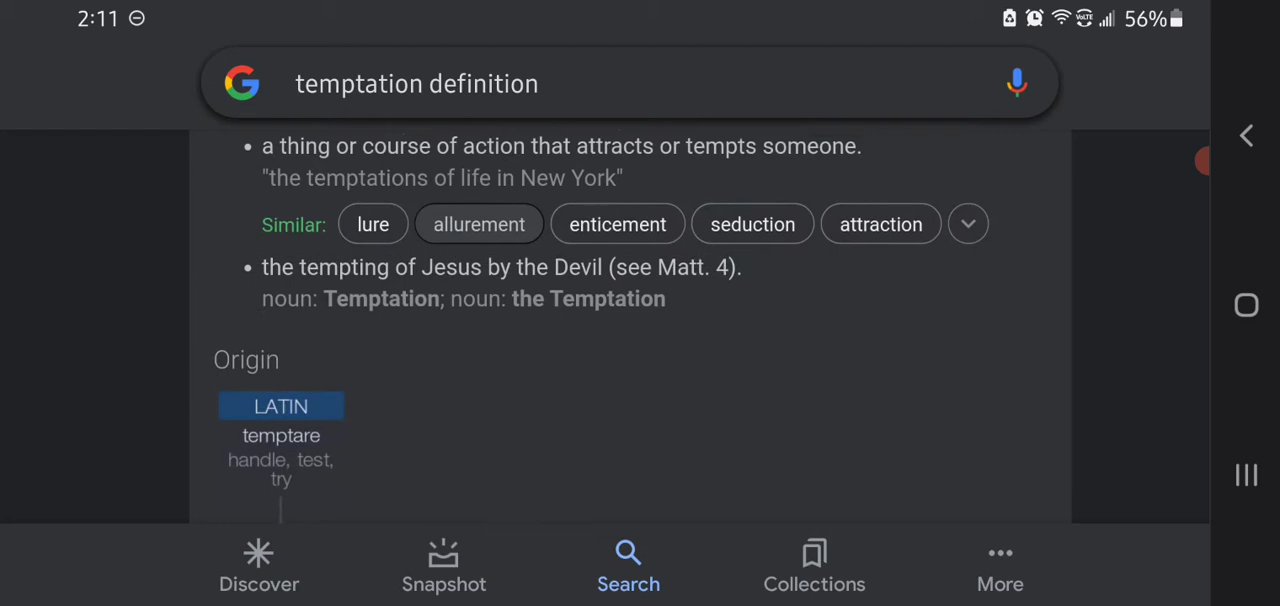 2:11 VoLTE 56%
temptation definition
• a thing or course of action that attracts or tempts someone.
"the temptations of life in New York"
Similar: lure allurement enticement seduction attraction
• the tempting of Jesus by the Devil (see Matt. 4).
noun: Temptation; noun: the Temptation
Origin
LATIN
temptare
handle, test,
try
Discover Snapshot Search Collections More